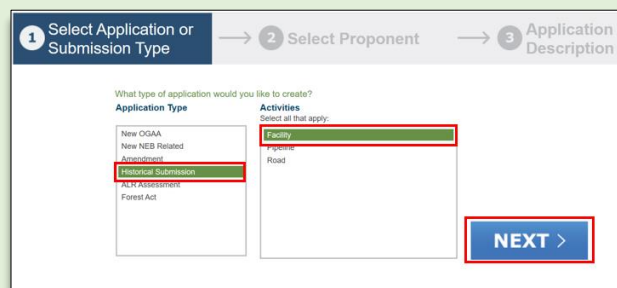 1 Select Application or Submission Type → 2 Select Proponent → 3 Application Description
What type of application would you like to create?
Application Type
Activities
Select all that apply:
New OGAA
New NEB Related
Amendment
Historical Submission
ALR Assessment
Forest Act
Facility
Pipeline
Road
NEXT >